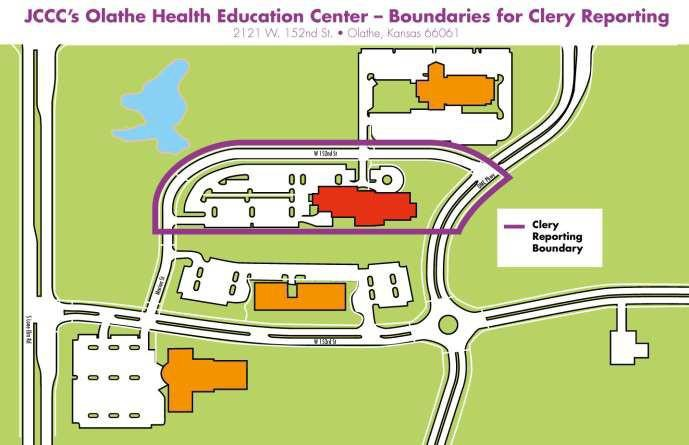 JCCC's Olathe Health Education Center – Boundaries for Clery Reporting
2121 W. 152nd St. • Olathe, Kansas 66061
W 152nd St
Clery
Reporting
Boundary
W 153rd St